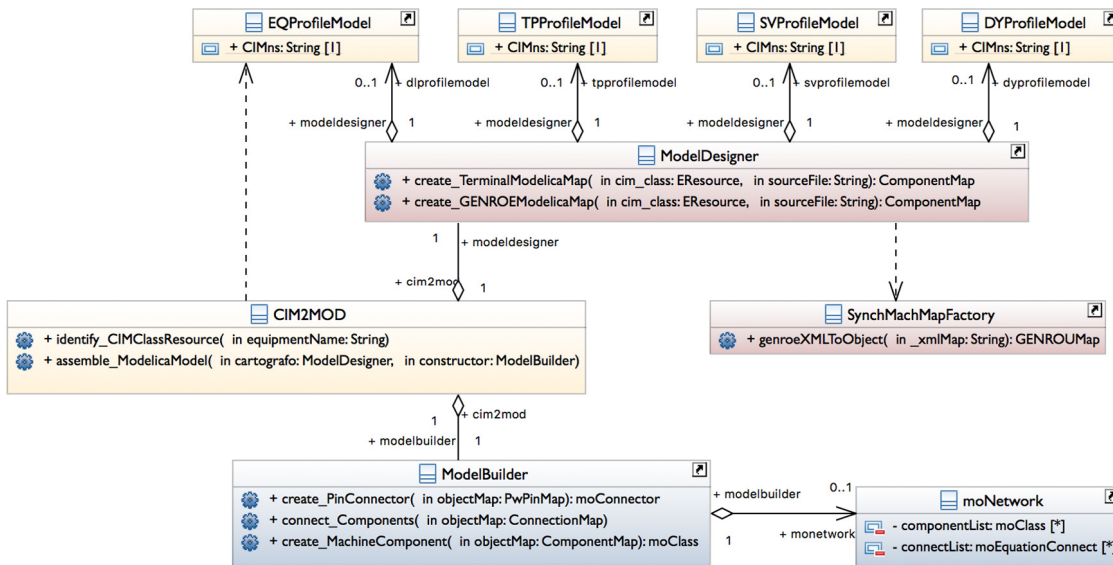 EQProfileModel
+ CIMns: String [1]
TPProfileModel
+ CIMns: String [1]
SVProfileModel
+ CIMns: String [1]
DYProfileModel
+ CIMns: String [1]
0..1
+ dlprofilemodel
0..1
+ tpprofilemodel
0..1
+ svprofilemodel
0..1
+ dyprofilemodel
+ modeldesigner
1
+ modeldesigner
1
+ modeldesigner
1
+ modeldesigner
1
ModelDesigner
+ create_TerminalModelicaMap( in cim_class: EResource, in sourceFile: String): ComponentMap
+ create_GENROEModelicaMap( in cim_class: EResource, in sourceFile: String): ComponentMap
1
+ modeldesigner
+ cim2mod
1
CIM2MOD
+ identify_CIMClassResource( in equipmentName: String)
+ assemble_ModelicaModel( in cartografo: ModelDesigner, in constructor: ModelBuilder)
SynchMachMapFactory
+ genroeXMLToObject( in _xmlMap: String): GENROUMap
1
+ cim2mod
+ modelbuilder
1
ModelBuilder
+ create_PinConnector( in objectMap: PwPinMap): moConnector
+ connect_Components( in objectMap: ConnectionMap)
+ create_MachineComponent( in objectMap: ComponentMap): moClass
+ modelbuilder
0..1
1
+ monetwork
moNetwork
- componentList: moClass [*]
- connectList: moEquationConnect [*]